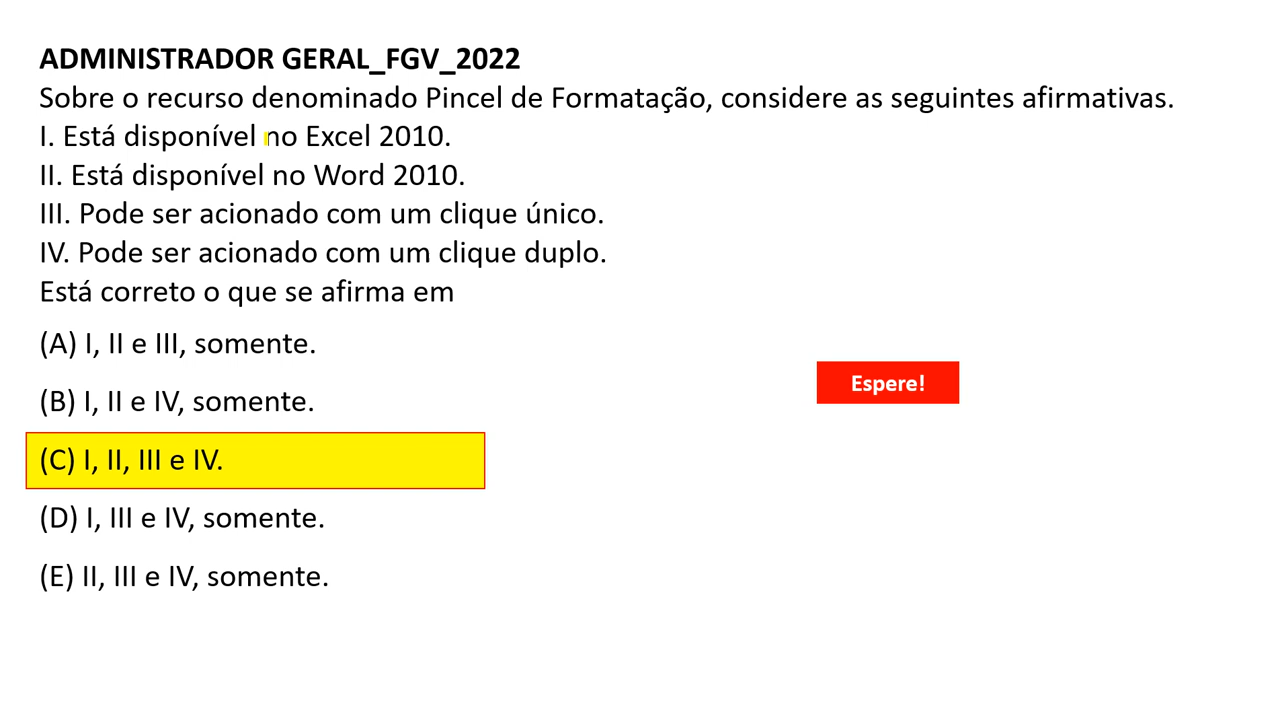 ADMINISTRADOR GERAL_FGV_2022
Sobre o recurso denominado Pincel de Formatação, considere as seguintes afirmativas.
I. Está disponível no Excel 2010.
II. Está disponível no Word 2010.
III. Pode ser acionado com um clique único.
IV. Pode ser acionado com um clique duplo.
Está correto o que se afirma em
(A) I, II e III, somente.
Espere!
(B) I, II e IV, somente.
(C) I, II, III e IV.
(D) I, III e IV, somente.
(E) II, III e IV, somente.